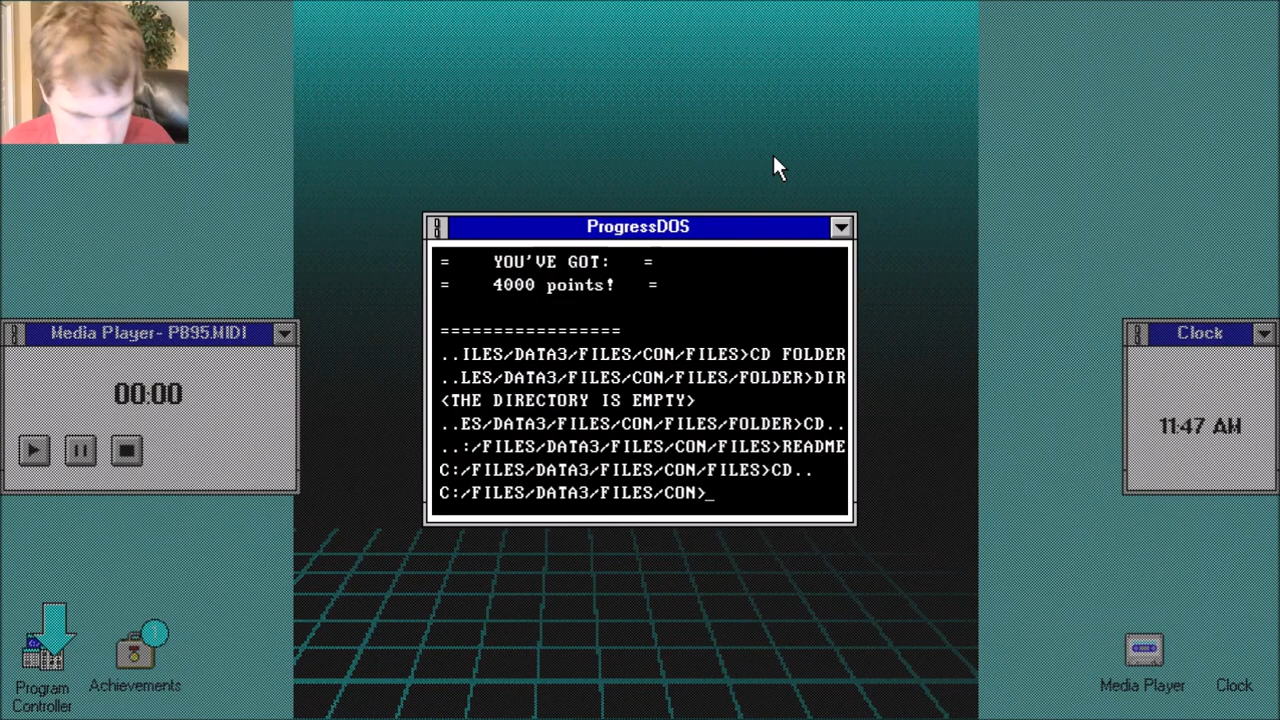 ProgressDOS
= YOU'VE GOT: =
= 4000 points! =
=================
..ILES/DATA3/FILES/CON/FILES>CD FOLDER
..LES/DATA3/FILES/CON/FILES/FOLDER>DIR
<THE DIRECTORY IS EMPTY>
..ES/DATA3/FILES/CON/FILES/FOLDER>CD..
..:/FILES/DATA3/FILES/CON/FILES>README
C:/FILES/DATA3/FILES/CON/FILES>CD..
C:/FILES/DATA3/FILES/CON>_
Media Player- PB95.MIDI
00:00
Clock
11:47 AM
Program
Controller
1
Achievements
Media Player
Clock